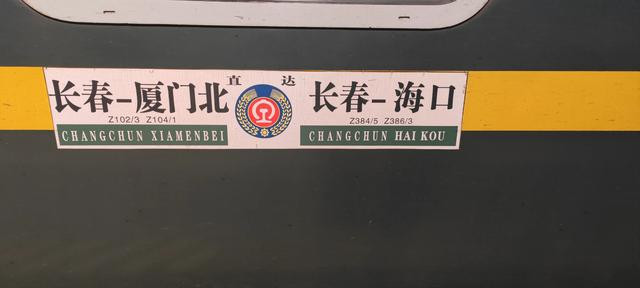 直达
长春-厦门北
Z102/3 Z104/1
CHANGCHUN XIAMENBEI
长春-海口
Z384/5 Z386/3
CHANGCHUN HAI KOU